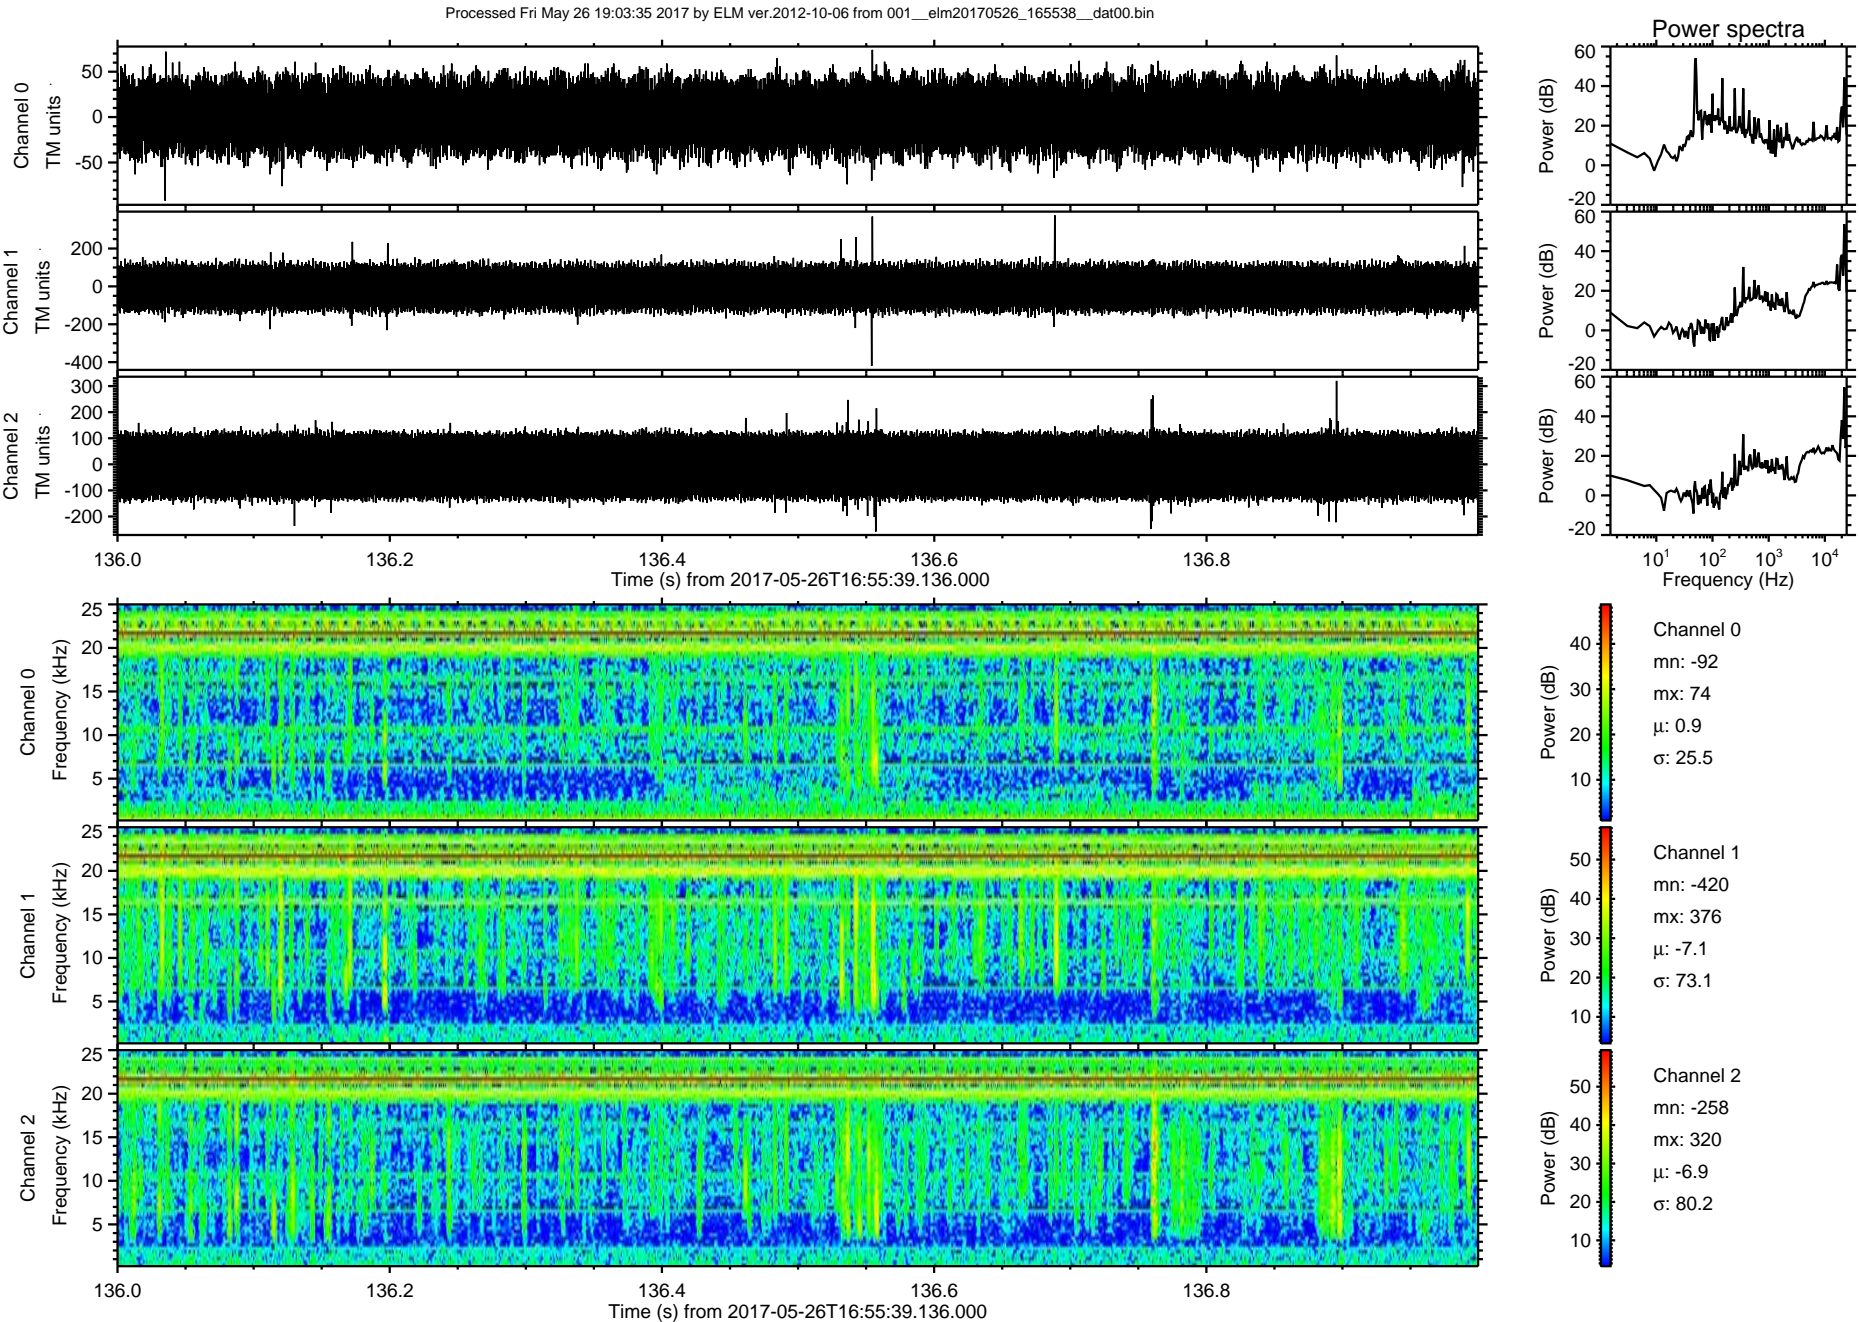 Processed Fri May 26 19:03:35 2017 by ELM ver.2012-10-06 from 001__elm20170526_165538__dat00.bin
Power spectra
Channel 0
TM units
50
0
-50
Power (dB)
60
40
20
0
-20
Channel 1
TM units
200
0
-200
-400
Power (dB)
60
40
20
0
-20
Channel 2
TM units
300
200
100
0
-100
-200
Power (dB)
60
40
20
0
-20
136.0 136.2 136.4 136.6 136.8
Time (s) from 2017-05-26T16:55:39.136.000
10^1 10^2 10^3 10^4
Frequency (Hz)
Channel 0
Frequency (kHz)
25
20
15
10
5
Power (dB)
40
30
20
10
Channel 0
mn: -92
mx: 74
μ: 0.9
σ: 25.5
Channel 1
Frequency (kHz)
25
20
15
10
5
Power (dB)
50
40
30
20
10
Channel 1
mn: -420
mx: 376
μ: -7.1
σ: 73.1
Channel 2
Frequency (kHz)
25
20
15
10
5
Power (dB)
50
40
30
20
10
Channel 2
mn: -258
mx: 320
μ: -6.9
σ: 80.2
136.0 136.2 136.4 136.6 136.8
Time (s) from 2017-05-26T16:55:39.136.000